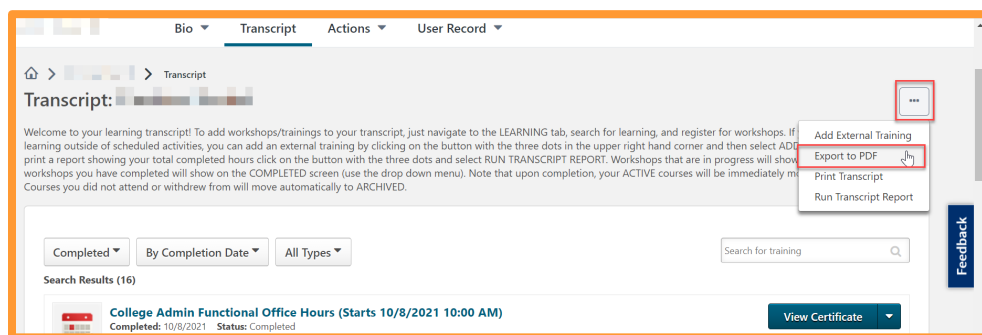 Bio Transcript Actions User Record
Transcript
Transcript:
Welcome to your learning transcript! To add workshops/trainings to your transcript, just navigate to the LEARNING tab, search for learning, and register for workshops. If
learning outside of scheduled activities, you can add an external training by clicking on the button with the three dots in the upper right hand corner and then select ADD
print a report showing your total completed hours click on the button with the three dots and select RUN TRANSCRIPT REPORT. Workshops that are in progress will show
workshops you have completed will show on the COMPLETED screen (use the drop down menu). Note that upon completion, your ACTIVE courses will be immediately
Courses you did not attend or withdrew from will move automatically to ARCHIVED.
Add External Training
Export to PDF
Print Transcript
Run Transcript Report
Feedback
Completed By Completion Date All Types Search for training
Search Results (16)
College Admin Functional Office Hours (Starts 10/8/2021 10:00 AM)
Completed: 10/8/2021 Status: Completed
View Certificate